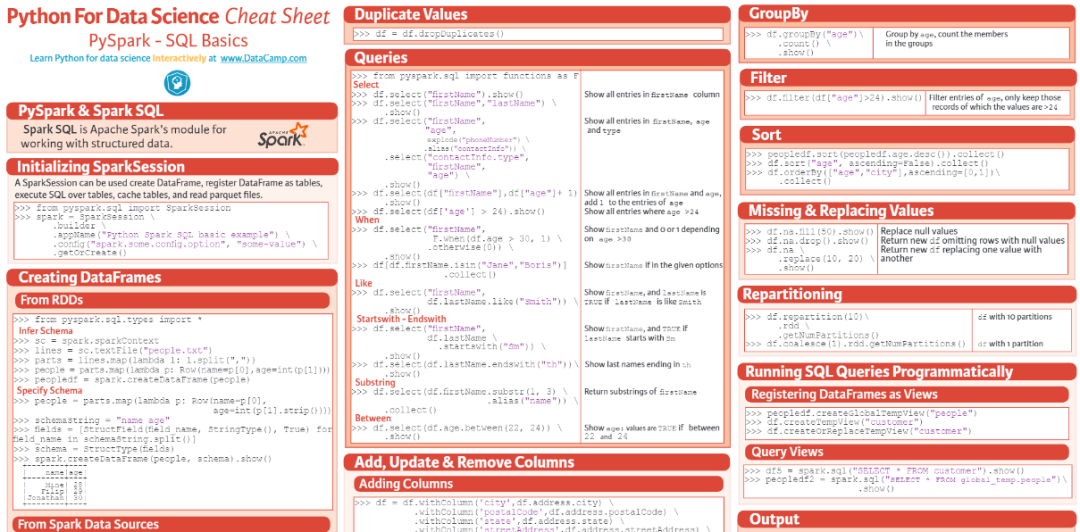 Python For Data Science Cheat Sheet
PySpark - SQL Basics
Learn Python for data science Interactively at www.DataCamp.com
PySpark & Spark SQL
Spark SQL is Apache Spark's module for
working with structured data.
APACHE
Spark
Initializing SparkSession
A SparkSession can be used create DataFrame, register DataFrame as tables,
execute SQL over tables, cache tables, and read parquet files.
>>> from pyspark.sql import SparkSession
>>> spark = SparkSession \
.builder \
.appName("Python Spark SQL basic example") \
.config("spark.some.config.option", "some-value") \
.getOrCreate()
Creating DataFrames
From RDDs
>>> from pyspark.sql.types import *
Infer Schema
>>> sc = spark.sparkContext
>>> lines = sc.textFile("people.txt")
>>> parts = lines.map(lambda l: l.split(","))
>>> people = parts.map(lambda p: Row(name=p[0],age=int(p[1])))
>>> peopledf = spark.createDataFrame(people)
Specify Schema
>>> people = parts.map(lambda p: Row(name=p[0],
age=int(p[1].strip())))
>>> schemaString = "name age"
>>> fields = [StructField(field_name, StringType(), True) for
field_name in schemaString.split()]
>>> schema = StructType(fields)
>>> spark.createDataFrame(people, schema).show()
| name|age|
| Mine| 28|
| Filip| 29|
|Jonathan| 30|
From Spark Data Sources
Duplicate Values
>>> df = df.dropDuplicates()
Queries
>>> from pyspark.sql import functions as F
Select
>>> df.select("firstName").show()
Show all entries in firstName column
>>> df.select("firstName","lastName") \
.show()
>>> df.select("firstName",
Show all entries in firstName, age
"age",
and type
explode("phoneNumber") \
.alias("contactInfo")) \
.select("contactInfo.type",
"firstName",
"age") \
.show()
>>> df.select(df["firstName"],df["age"]+ 1)
Show all entries in firstName and age,
.show()
add 1 to the entries of age
>>> df.select(df['age'] > 24).show()
Show all entries where age >24
When
>>> df.select("firstName",
Show firstName and 0 or 1 depending
F.when(df.age > 30, 1) \
on age >30
.otherwise(0)) \
.show()
>>> df[df.firstName.isin("Jane","Boris")]
Show firstName if in the given options
.collect()
Like
>>> df.select("firstName",
Show firstName, and lastName is
df.lastName.like("Smith")) \
TRUE if lastName is like Smith
.show()
Startswith - Endswith
>>> df.select("firstName",
Show firstName, and TRUE if
df.lastName \
lastName starts with Sm
.startswith("Sm")) \
.show()
>>> df.select(df.lastName.endswith("th")) \
Show last names ending in th
.show()
Substring
>>> df.select(df.firstName.substr(1, 3) \
Return substrings of firstName
.alias("name")) \
.collect()
Between
>>> df.select(df.age.between(22, 24)) \
Show age: values are TRUE if between
.show()
22 and 24
Add, Update & Remove Columns
Adding Columns
>>> df = df.withColumn('city',df.address.city) \
.withColumn('postalCode',df.address.postalCode) \
.withColumn('state',df.address.state) \
.withColumn('streetAddress',df.address.streetAddress) \
GroupBy
>>> df.groupBy("age")\
Group by age, count the members
.count() \
in the groups
.show()
Filter
>>> df.filter(df["age"]>24).show()
Filter entries of age, only keep those
records of which the values are >24
Sort
>>> peopledf.sort(peopledf.age.desc()).collect()
>>> df.sort("age", ascending=False).collect()
>>> df.orderBy(["age","city"],ascending=[0,1])\
.collect()
Missing & Replacing Values
>>> df.na.fill(50).show()
Replace null values
>>> df.na.drop().show()
Return new df omitting rows with null values
>>> df.na \
Return new df replacing one value with
.replace(10, 20) \
another
.show()
Repartitioning
>>> df.repartition(10)\
df with 10 partitions
.rdd \
.getNumPartitions()
>>> df.coalesce(1).rdd.getNumPartitions()
df with 1 partition
Running SQL Queries Programmatically
Registering DataFrames as Views
>>> peopledf.createGlobalTempView("people")
>>> df.createTempView("customer")
>>> df.createOrReplaceTempView("customer")
Query Views
>>> df5 = spark.sql("SELECT * FROM customer").show()
>>> peopledf2 = spark.sql("SELECT * FROM global_temp.people")\
.show()
Output